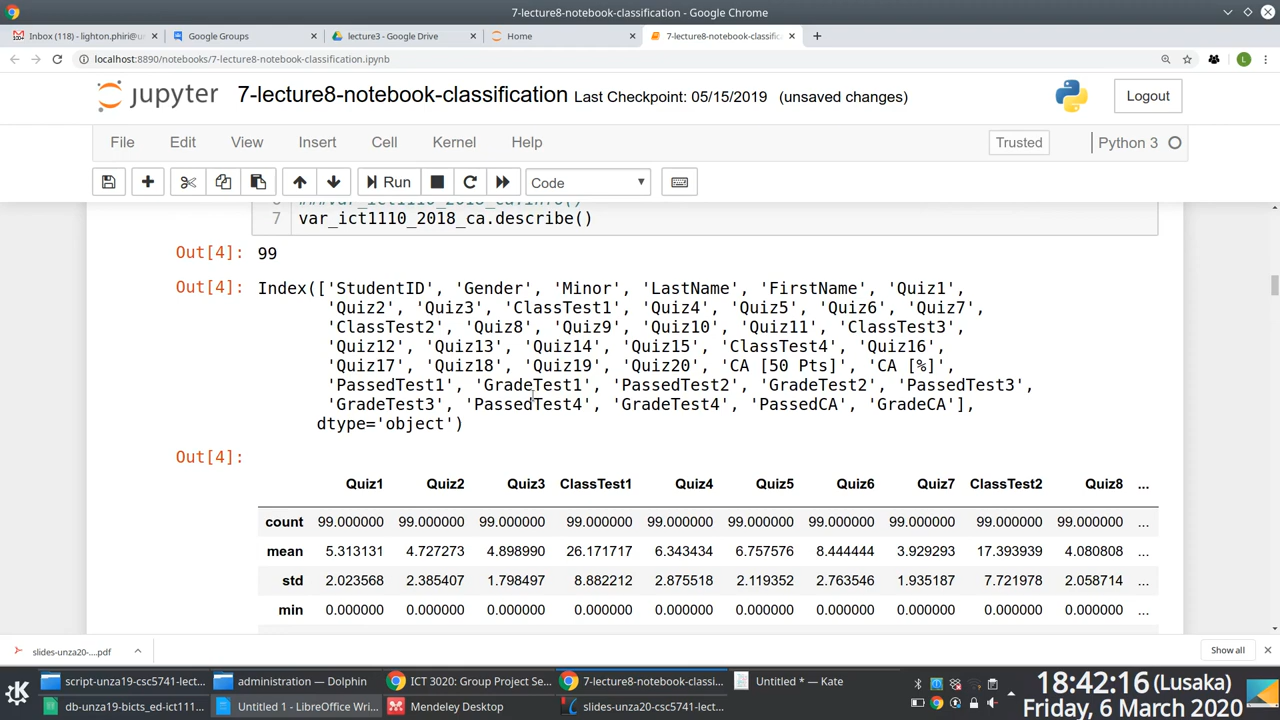 7-lecture8-notebook-classification - Google Chrome
Inbox (118) - lighton.phiri@u
Google Groups
lecture3 - Google Drive
Home
7-lecture8-notebook-classificat
localhost:8890/notebooks/7-lecture8-notebook-classification.ipynb
L
jupyter 7-lecture8-notebook-classification Last Checkpoint: 05/15/2019 (unsaved changes)
Logout
File Edit View Insert Cell Kernel Help
Trusted
Python 3
Run
Code
6 ###var_ict1110_2018_ca.info()
7 var_ict1110_2018_ca.describe()
Out[4]: 99
Out[4]: Index(['StudentID', 'Gender', 'Minor', 'LastName', 'FirstName', 'Quiz1',
'Quiz2', 'Quiz3', 'ClassTest1', 'Quiz4', 'Quiz5', 'Quiz6', 'Quiz7',
'ClassTest2', 'Quiz8', 'Quiz9', 'Quiz10', 'Quiz11', 'ClassTest3',
'Quiz12', 'Quiz13', 'Quiz14', 'Quiz15', 'ClassTest4', 'Quiz16',
'Quiz17', 'Quiz18', 'Quiz19', 'Quiz20', 'CA [50 Pts]', 'CA [%]',
'PassedTest1', 'GradeTest1', 'PassedTest2', 'GradeTest2', 'PassedTest3',
'GradeTest3', 'PassedTest4', 'GradeTest4', 'PassedCA', 'GradeCA'],
dtype='object')
Out[4]:
Quiz1 Quiz2 Quiz3 ClassTest1 Quiz4 Quiz5 Quiz6 Quiz7 ClassTest2 Quiz8 ...
count 99.000000 99.000000 99.000000 99.000000 99.000000 99.000000 99.000000 99.000000 99.000000 99.000000 ...
mean 5.313131 4.727273 4.898990 26.171717 6.343434 6.757576 8.444444 3.929293 17.393939 4.080808 ...
std 2.023568 2.385407 1.798497 8.882212 2.875518 2.119352 2.763546 1.935187 7.721978 2.058714 ...
min 0.000000 0.000000 0.000000 0.000000 0.000000 0.000000 0.000000 0.000000 0.000000 0.000000 ...
slides-unza20-....pdf
Show all
script-unza19-csc5741-lect...
administration — Dolphin
ICT 3020: Group Project Se...
7-lecture8-notebook-classi...
Untitled * — Kate
db-unza19-bicts_ed-ict111...
Untitled 1 - LibreOffice Wri...
Mendeley Desktop
slides-unza20-csc5741-lect...
18:42:16 (Lusaka)
Friday, 6 March 2020